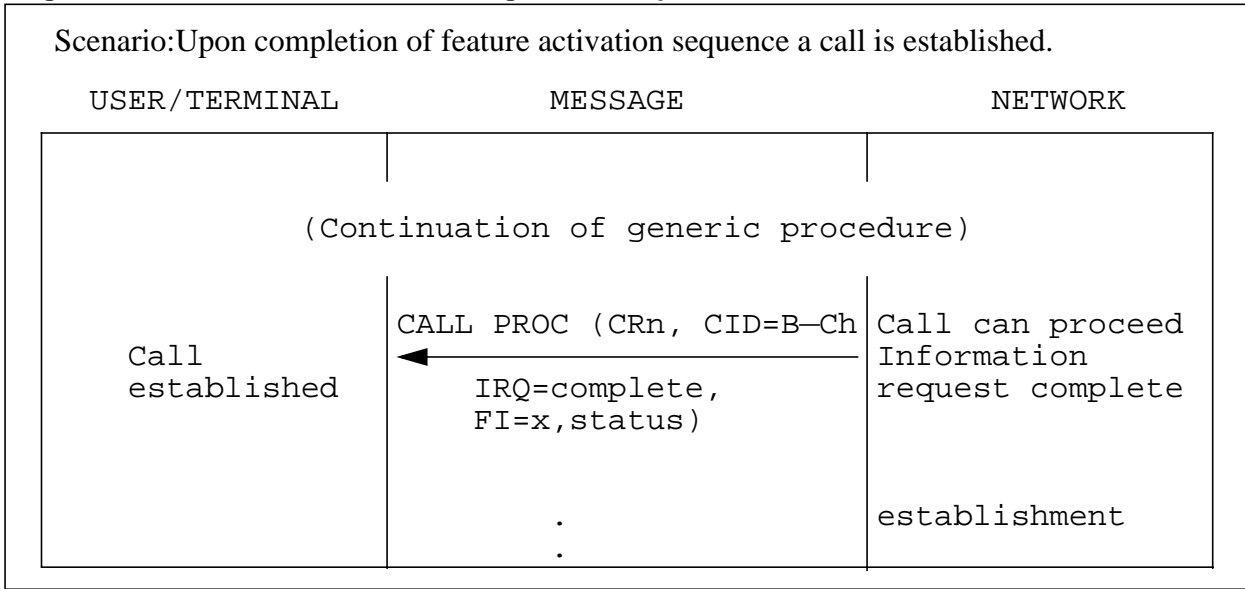 Scenario:Upon completion of feature activation sequence a call is established.
USER/TERMINAL MESSAGE NETWORK
(Continuation of generic procedure)
CALL PROC (CRn, CID=B—Ch Call can proceed
Call Information
established IRQ=complete, request complete
FI=x,status)
. establishment
.